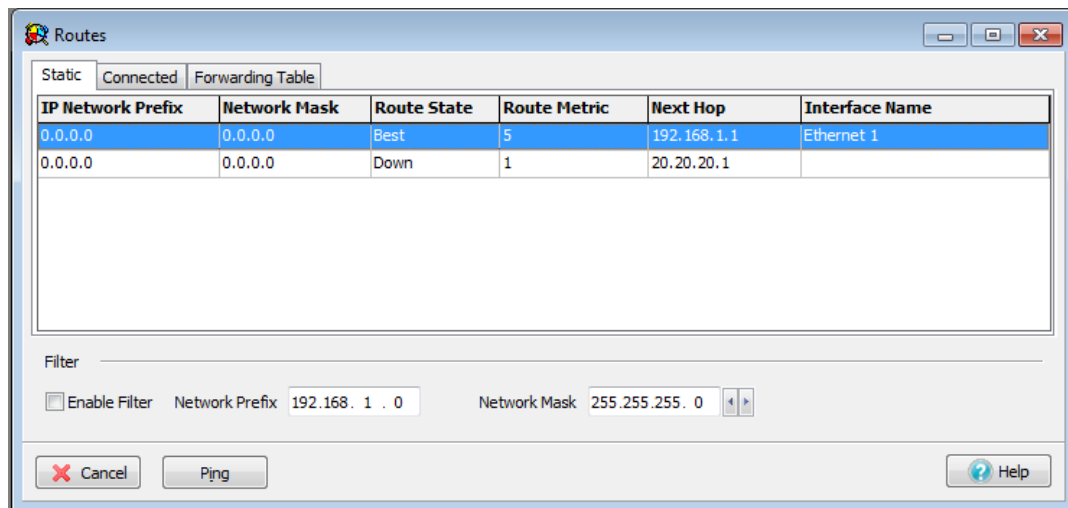 Routes
Static Connected Forwarding Table
IP Network Prefix Network Mask Route State Route Metric Next Hop Interface Name
0.0.0.0 0.0.0.0 Best 5 192.168.1.1 Ethernet 1
0.0.0.0 0.0.0.0 Down 1 20.20.20.1
Filter
Enable Filter Network Prefix 192.168. 1 . 0 Network Mask 255.255.255. 0
Cancel Ping Help